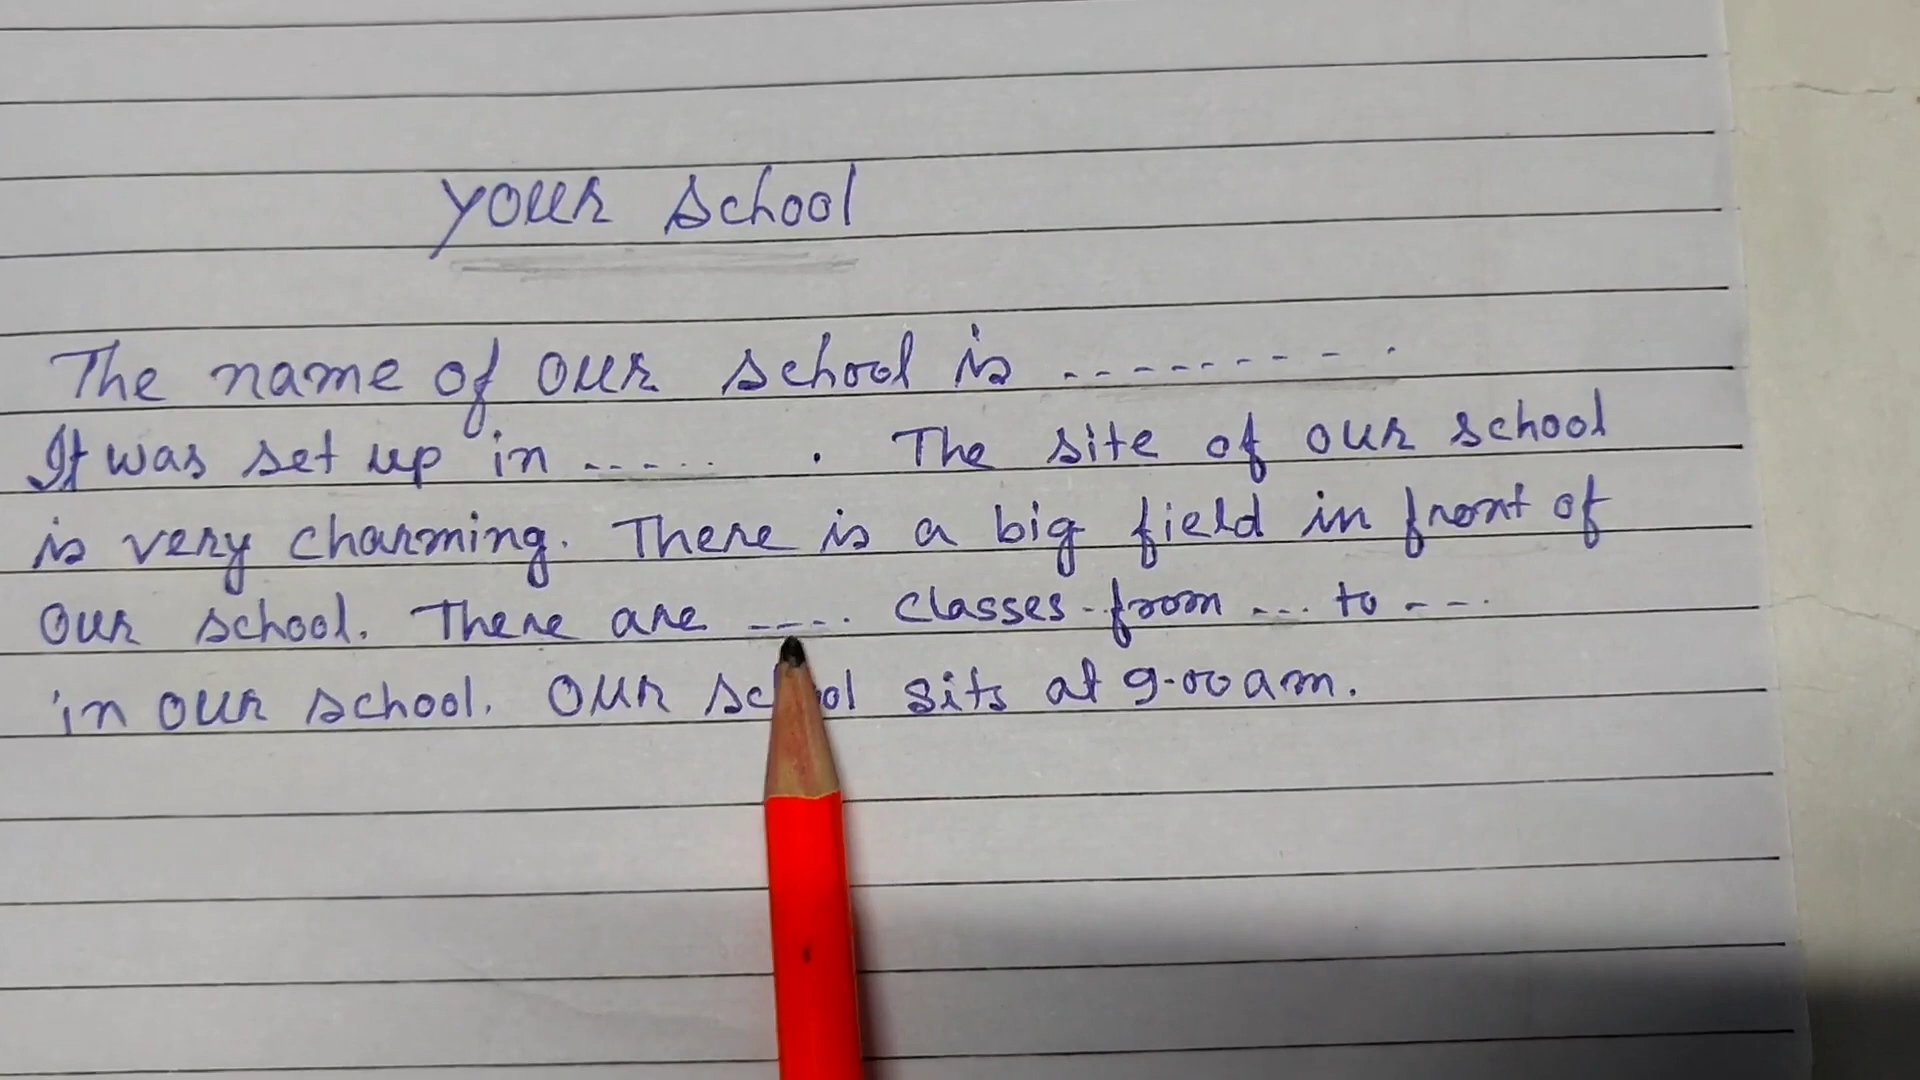 Your School
The name of our school is --------.
It was set up in ----- . The site of our school
is very charming. There is a big field in front of
our school. There are ---- classes from --- to ---
in our school. Our school sits at 9.00 am.